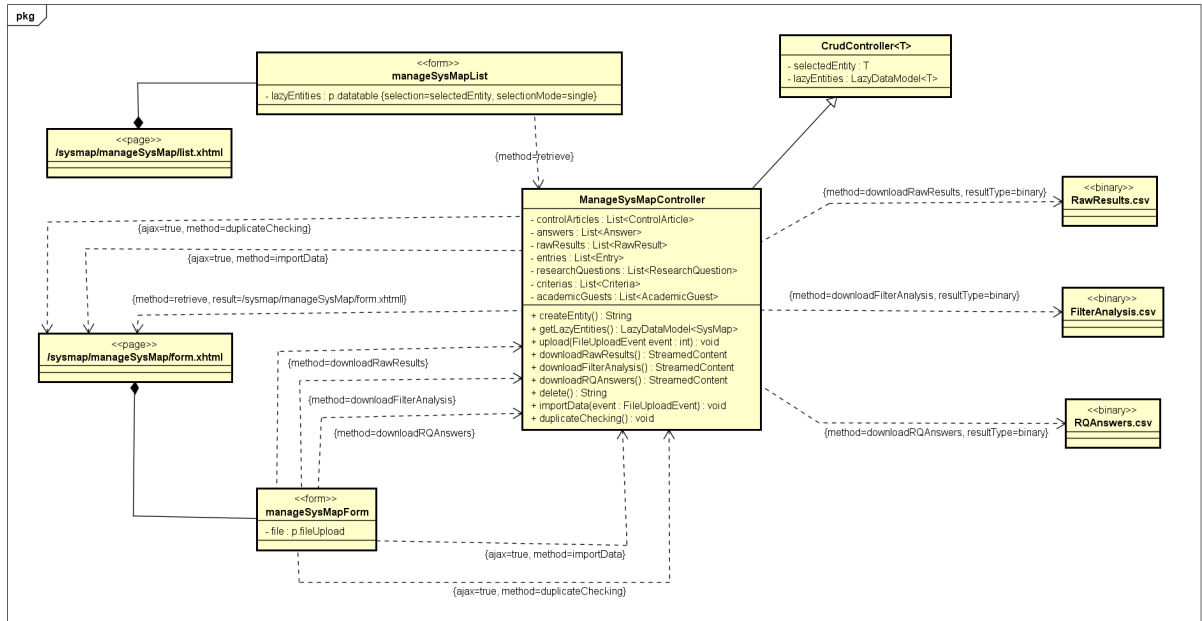 pkg
<<form>>
manageSysMapList
- lazyEntities : p.datatable {selection=selectedEntity, selectionMode=single}
CrudController<T>
- selectedEntity : T
- lazyEntities : LazyDataModel<T>
<<page>>
/sysmap/manageSysMap/list.xhtml
{method=retrieve}
ManageSysMapController
- controlArticles : List<ControlArticle>
- answers : List<Answer>
- rawResults : List<RawResult>
- entries : List<Entry>
- researchQuestions : List<ResearchQuestion>
- criterias : List<Criteria>
- academicGuests : List<AcademicGuest>
+ createEntity() : String
+ getLazyEntities() : LazyDataModel<SysMap>
+ upload(FileUploadEvent event : int) : void
+ downloadRawResults() : StreamedContent
+ downloadFilterAnalysis() : StreamedContent
+ downloadRQAnswers() : StreamedContent
+ delete() : String
+ importData(event : FileUploadEvent) : void
+ duplicateChecking() : void
{method=downloadRawResults, resultType=binary}
<<binary>>
RawResults.csv
{ajax=true, method=duplicateChecking}
{ajax=true, method=importData}
{method=retrieve, result=/sysmap/manageSysMap/form.xhtml}
{method=downloadFilterAnalysis, resultType=binary}
<<binary>>
FilterAnalysis.csv
<<page>>
/sysmap/manageSysMap/form.xhtml
{method=downloadRawResults}
{method=downloadFilterAnalysis}
{method=downloadRQAnswers}
{method=downloadRQAnswers, resultType=binary}
<<binary>>
RQAnswers.csv
<<form>>
manageSysMapForm
- file : p.fileUpload
{ajax=true, method=importData}
{ajax=true, method=duplicateChecking}